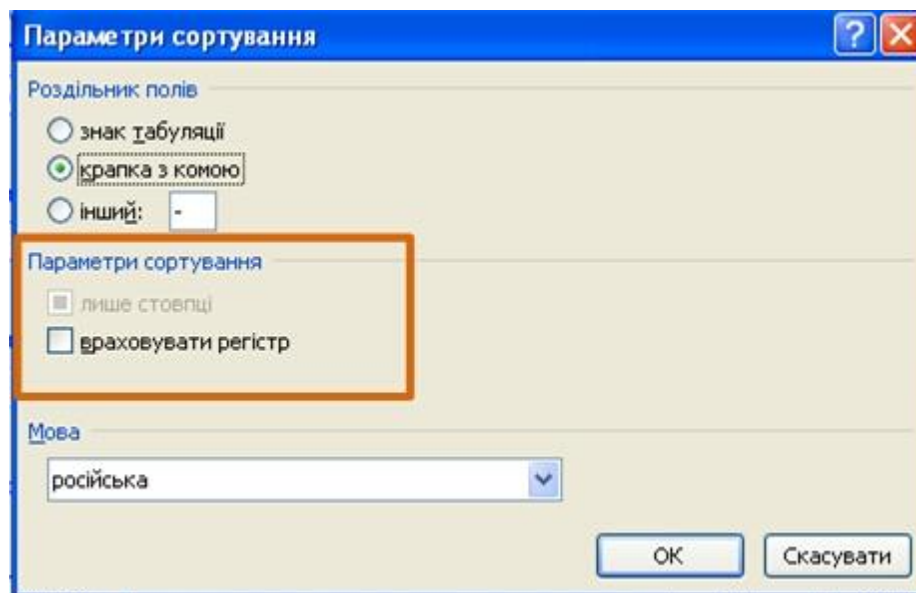 Параметри сортування
Роздільник полів
знак табуляції
крапка з комою
інший: -
Параметри сортування
лише стовпці
враховувати регістр
Мова
російська
ОК Скасувати